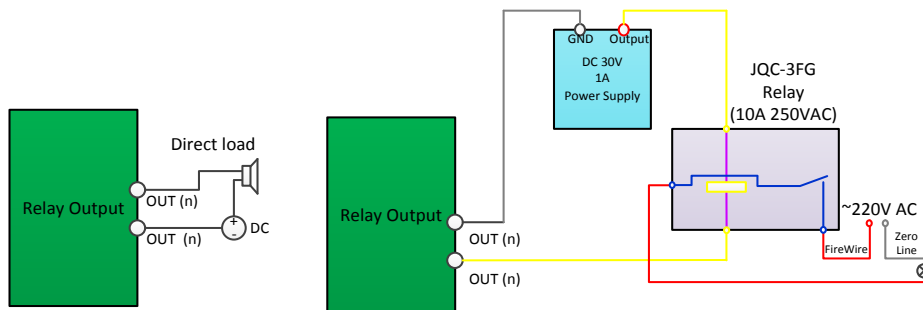 Relay Output
Direct load
OUT (n)
OUT (n)
+
-
DC
Relay Output
OUT (n)
OUT (n)
GND
Output
DC 30V
1A
Power Supply
JQC-3FG
Relay
(10A 250VAC)
~220V AC
FireWire
Zero
Line